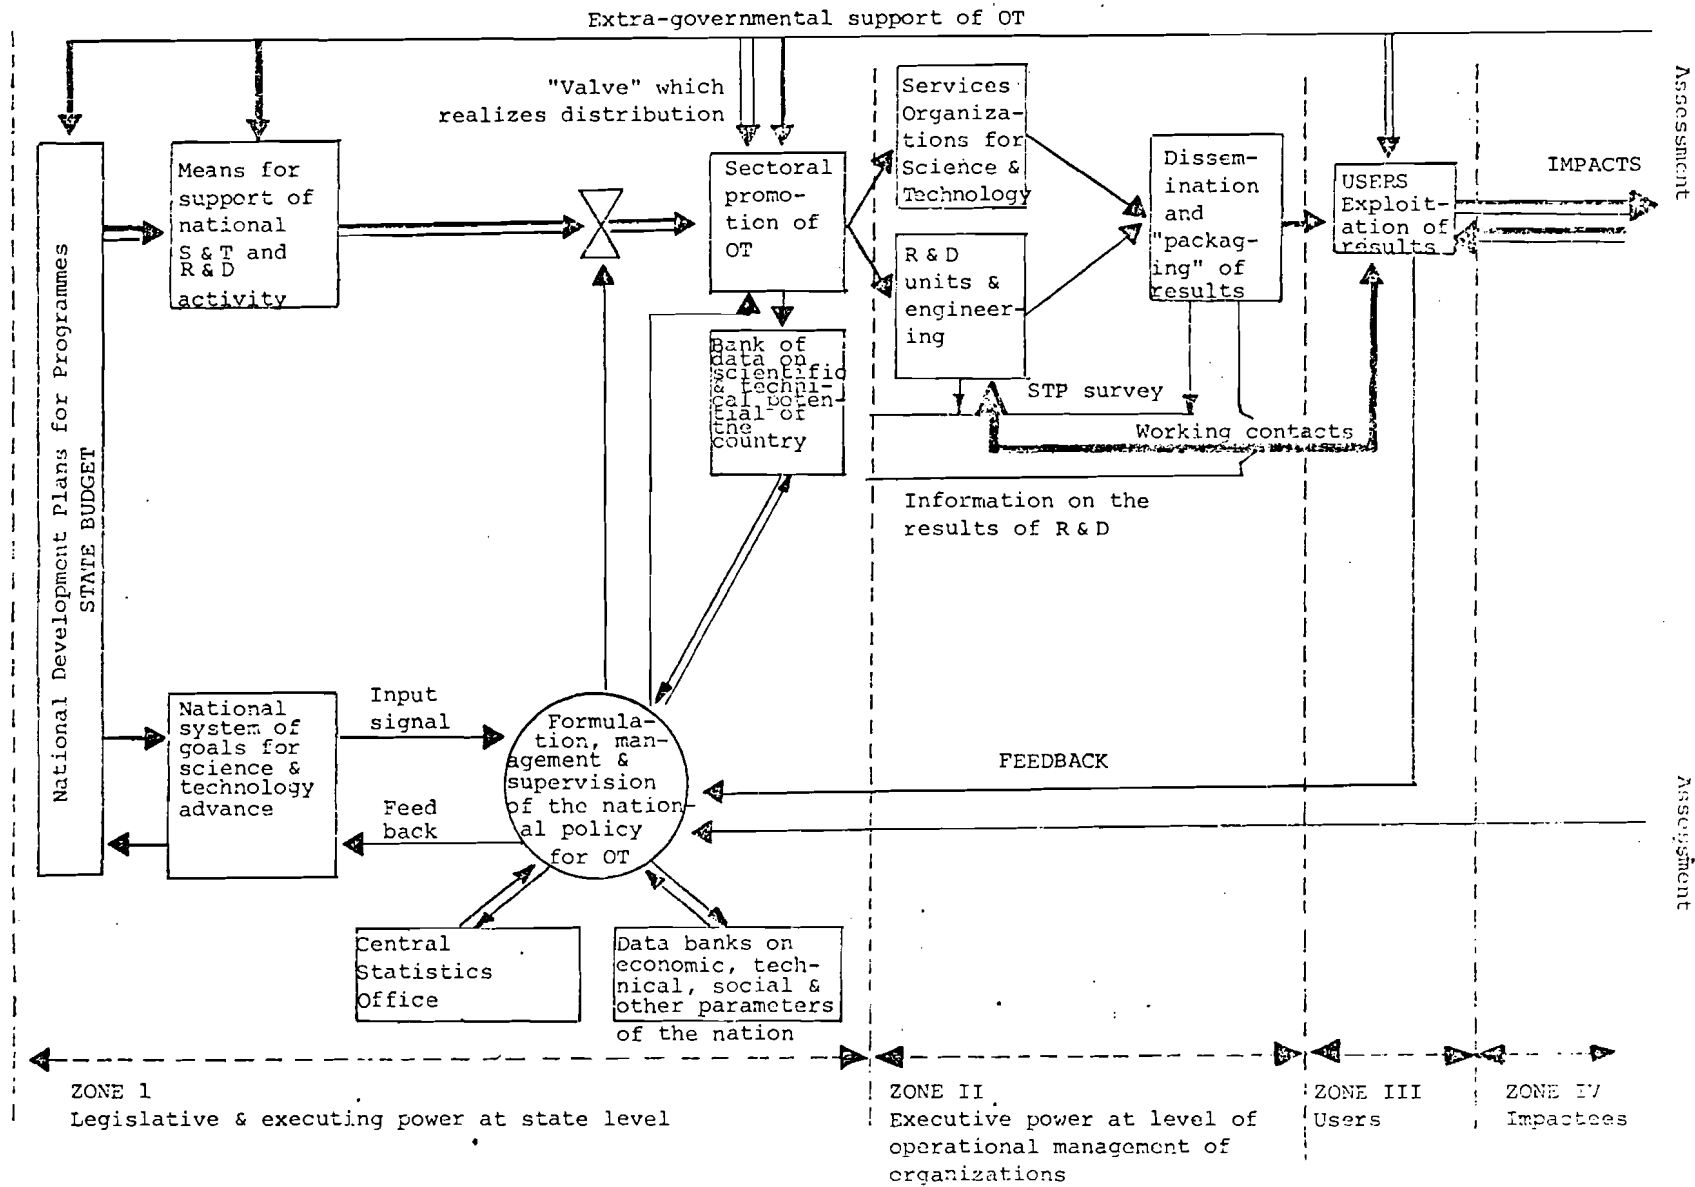 Extra-governmental support of OT
Assessment
"Valve" which
realizes distribution
National Development Plans for Programmes
STATE BUDGET
Means for
support of
national
S & T and
R & D
activity
Sectoral
promo-
tion of
OT
Services
Organiza-
tions for
Science &
Technology
R & D
units &
engineer-
ing
Dissem-
ination
and
"packag-
ing" of
results
USERS
Exploit-
ation of
results
IMPACTS
Bank of
data on
scientific
& techni-
cal poten-
tial of
the
country
STP survey
Working contacts
Information on the
results of R & D
National
system of
goals for
science &
technology
advance
Input
signal
Feed
back
Formula-
tion, man-
agement &
supervision
of the nation-
al policy
for OT
FEEDBACK
Assessment
Central
Statistics
Office
Data banks on
economic, tech-
nical, social &
other parameters
of the nation
ZONE 1
Legislative & executing power at state level
ZONE II
Executive power at level of
operational management of
organizations
ZONE III
Users
ZONE IV
Impactees